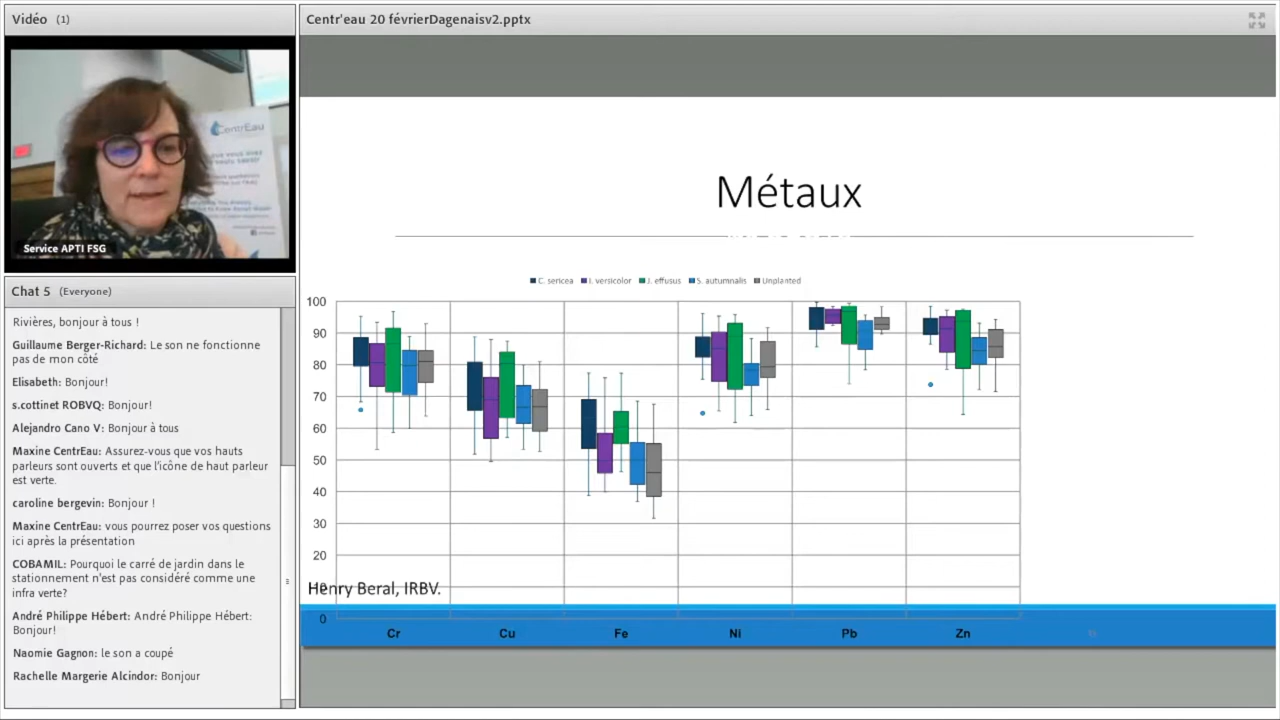 Vidéo (1)
Centr'eau 20 févrierDagenaisv2.pptx
CentrEau
Service APTI FSG
Chat 5 (Everyone)
Rivières, bonjour à tous !
Guillaume Berger-Richard: Le son ne fonctionne
pas de mon côté
Elisabeth: Bonjour!
s.cottinet ROBVQ: Bonjour!
Alejandro Cano V: Bonjour à tous
Maxine CentrEau: Assurez-vous que vos hauts
parleurs sont ouverts et que l'icône de haut parleur
est verte.
caroline bergevin: Bonjour !
Maxine CentrEau: vous pourrez poser vos questions
ici après la présentation
COBAMIL: Pourquoi le carré de jardin dans le
stationnement n'est pas considéré comme une
infra verte?
André Philippe Hébert: André Philippe Hébert:
Bonjour!
Naomie Gagnon: le son a coupé
Rachelle Margerie Alcindor: Bonjour
Métaux
C. sericea I. versicolor J. effusus S. autumnalis Unplanted
100
90
80
70
60
50
40
30
20
10
0
Henry Beral, IRBV.
Cr Cu Fe Ni Pb Zn